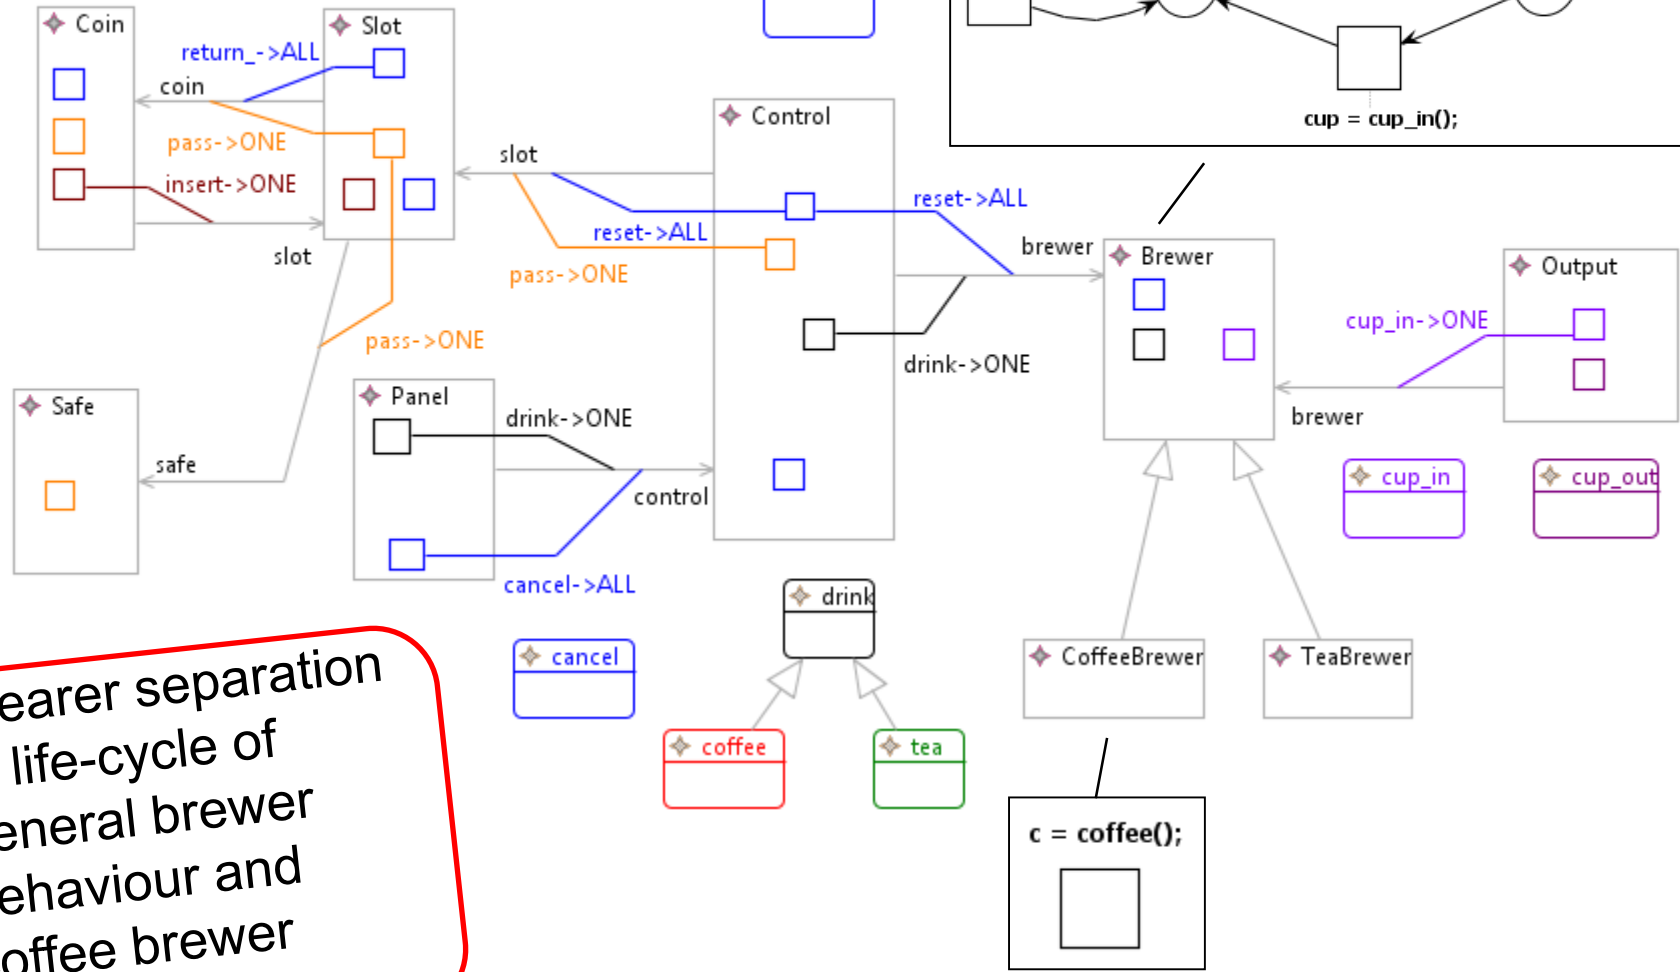 Coin
Slot
return_->ALL
coin
pass->ONE
insert->ONE
slot
Control
slot
reset->ALL
reset->ALL
pass->ONE
brewer
cup = cup_in();
Brewer
Output
cup_in->ONE
pass->ONE
drink->ONE
Safe
Panel
drink->ONE
brewer
safe
control
cup_in
cup_out
cancel->ALL
drink
cancel
CoffeeBrewer
TeaBrewer
coffee
tea
c = coffee();
earer separation
life-cycle of
eneral brewer
ehaviour and
offee brewer